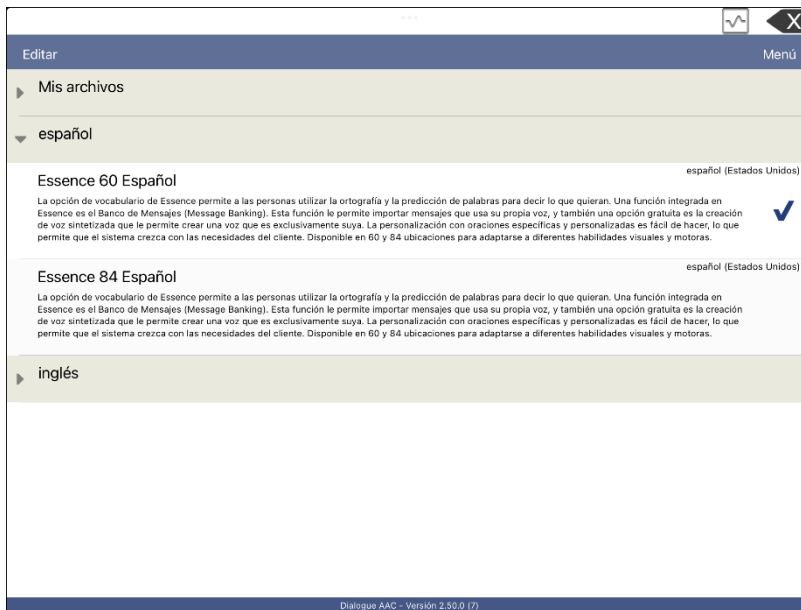 Editar
Menú
Mis archivos
español
español (Estados Unidos)
Essence 60 Español
La opción de vocabulario de Essence permite a las personas utilizar la ortografía y la predicción de palabras para decir lo que quieran. Una función integrada en
Essence es el Banco de Mensajes (Message Banking). Esta función le permite importar mensajes que usa su propia voz, y también una opción gratuita es la creación
de voz sintetizada que le permite crear una voz que es exclusivamente suya. La personalización con oraciones específicas y personalizadas es fácil de hacer, lo que
permite que el sistema crezca con las necesidades del cliente. Disponible en 60 y 84 ubicaciones para adaptarse a diferentes habilidades visuales y motoras.
español (Estados Unidos)
Essence 84 Español
La opción de vocabulario de Essence permite a las personas utilizar la ortografía y la predicción de palabras para decir lo que quieran. Una función integrada en
Essence es el Banco de Mensajes (Message Banking). Esta función le permite importar mensajes que usa su propia voz, y también una opción gratuita es la creación
de voz sintetizada que le permite crear una voz que es exclusivamente suya. La personalización con oraciones específicas y personalizadas es fácil de hacer, lo que
permite que el sistema crezca con las necesidades del cliente. Disponible en 60 y 84 ubicaciones para adaptarse a diferentes habilidades visuales y motoras.
inglés
Dialogue AAC - Versión 2.50.0 (7)